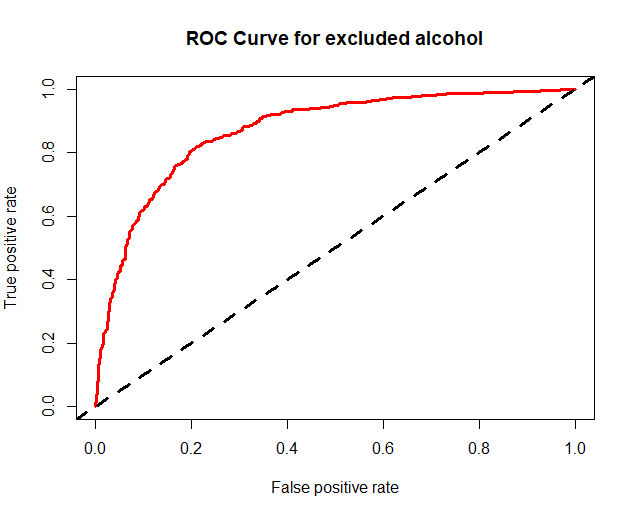 ROC Curve for excluded alcohol
True positive rate
1.0
0.8
0.6
0.4
0.2
0.0
0.0 0.2 0.4 0.6 0.8 1.0
False positive rate